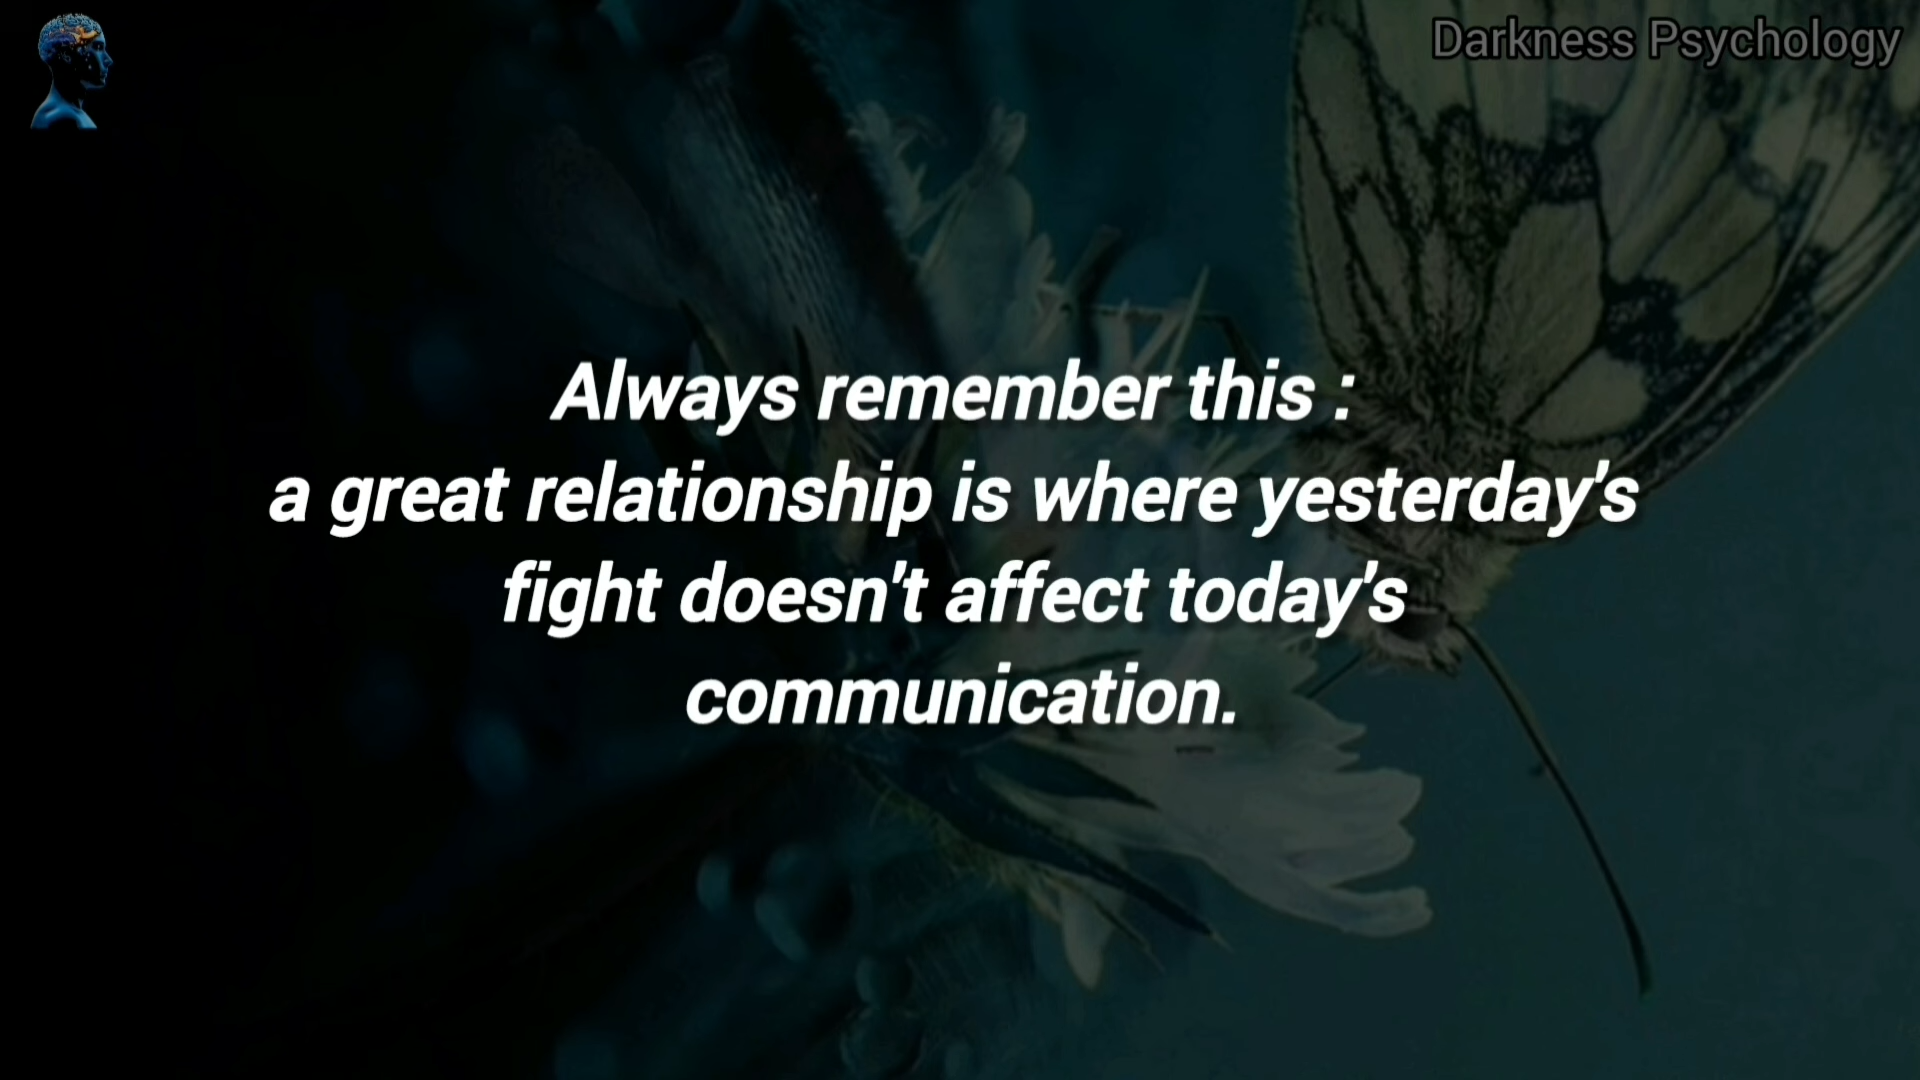 Darkness Psychology
Always remember this :
a great relationship is where yesterday's
fight doesn't affect today's
communication.